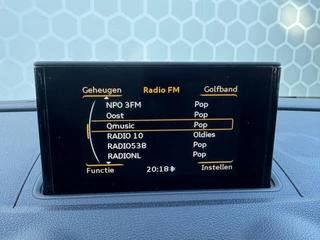 Geheugen Radio FM Golfband
NPO 3FM Pop
Oost Pop
Qmusic Pop
RADIO 10 Oldies
RADIO538 Pop
RADIONL Pop
Functie 20:18 Instellen